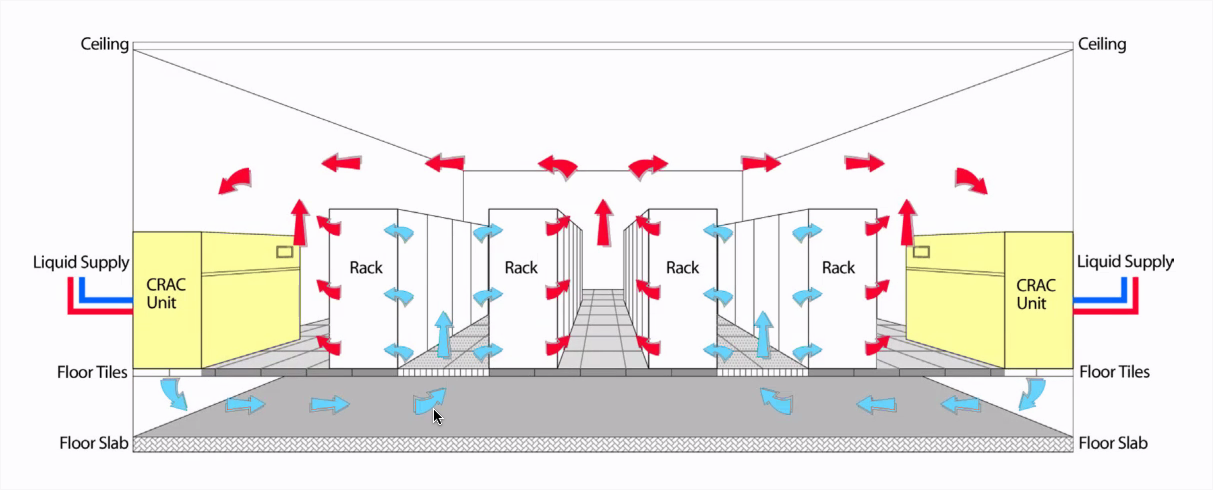 Ceiling
Ceiling
Liquid Supply
Liquid Supply
Rack
Rack
Rack
Rack
CRAC
Unit
CRAC
Unit
Floor Tiles
Floor Tiles
Floor Slab
Floor Slab